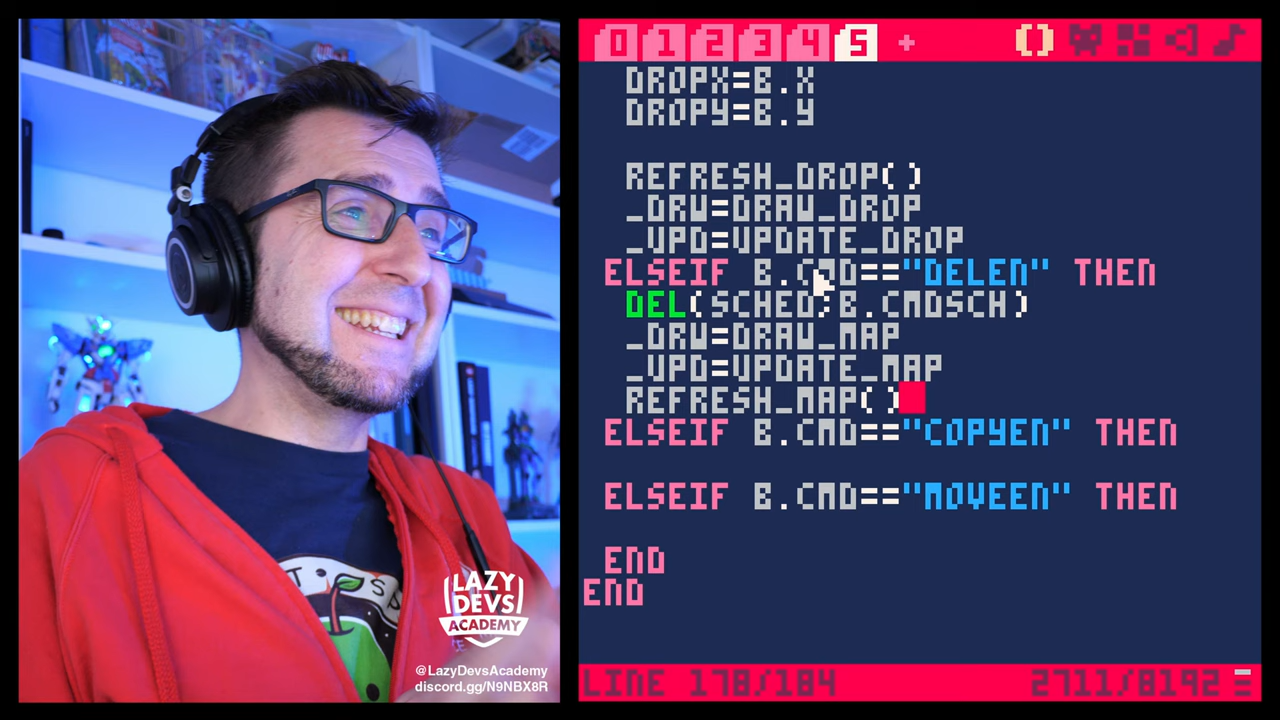 LAZY
DEVS
ACADEMY
@LazyDevsAcademy
discord.gg/N9NBX8R
0 1 2 3 4 5 +
DROPX=B.X
DROPY=B.Y
REFRESH_DROP()
_DRW=DRAW_DROP
_UPD=UPDATE_DROP
ELSEIF B.CMD=="DELEN" THEN
DEL(SCHED,B.CMDSCH)
_DRW=DRAW_MAP
_UPD=UPDATE_MAP
REFRESH_MAP()
ELSEIF B.CMD=="COPYEN" THEN
ELSEIF B.CMD=="MOVEEN" THEN
END
END
LINE 178/184
2711/8192